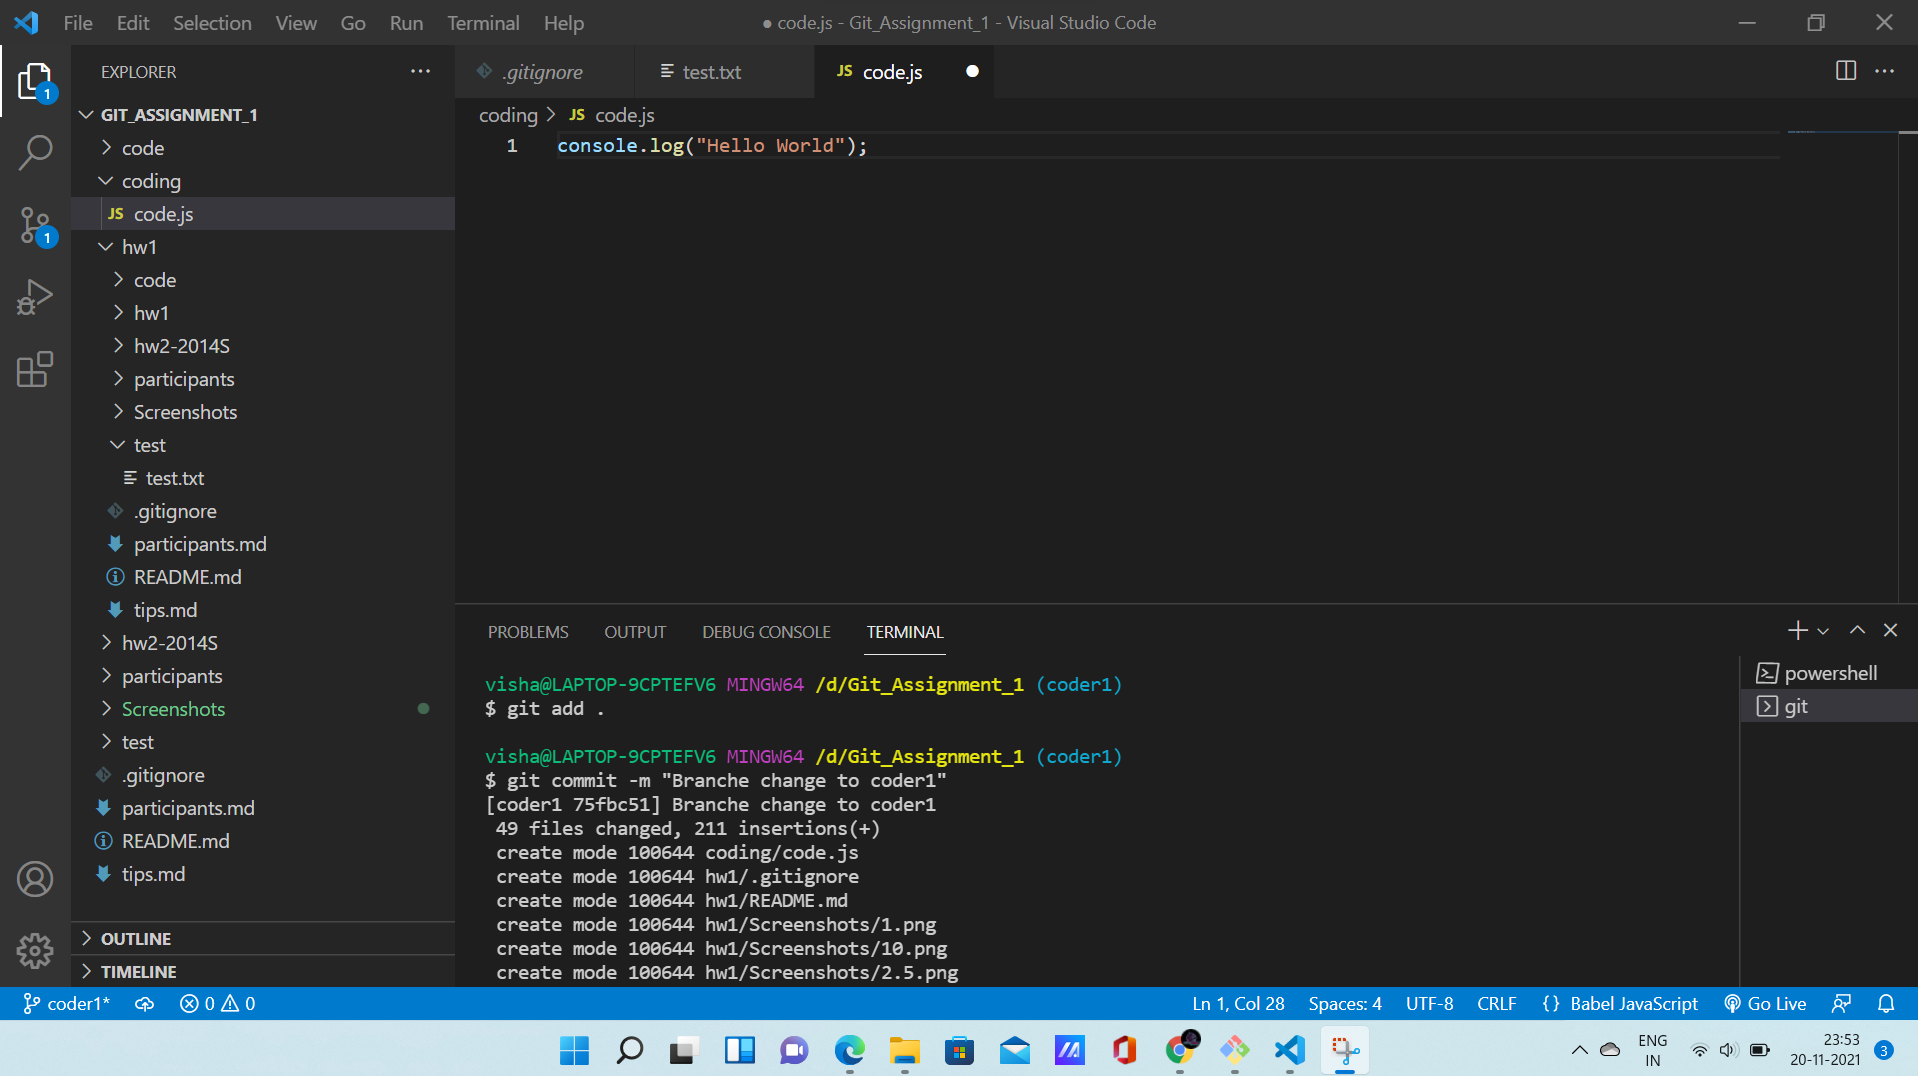 File Edit Selection View Go Run Terminal Help
● code.js - Git_Assignment_1 - Visual Studio Code
EXPLORER
.gitignore
test.txt
JS code.js
1
GIT_ASSIGNMENT_1
code
coding
JS code.js
hw1
code
hw1
hw2-2014S
participants
Screenshots
test
test.txt
.gitignore
participants.md
README.md
tips.md
hw2-2014S
participants
Screenshots
test
.gitignore
participants.md
README.md
tips.md
OUTLINE
TIMELINE
1
coding > JS code.js
1 console.log("Hello World");
PROBLEMS OUTPUT DEBUG CONSOLE TERMINAL
powershell
git
visha@LAPTOP-9CPTEFV6 MINGW64 /d/Git_Assignment_1 (coder1)
$ git add .
visha@LAPTOP-9CPTEFV6 MINGW64 /d/Git_Assignment_1 (coder1)
$ git commit -m "Branche change to coder1"
[coder1 75fbc51] Branche change to coder1
49 files changed, 211 insertions(+)
create mode 100644 coding/code.js
create mode 100644 hw1/.gitignore
create mode 100644 hw1/README.md
create mode 100644 hw1/Screenshots/1.png
create mode 100644 hw1/Screenshots/10.png
create mode 100644 hw1/Screenshots/2.5.png
coder1* 0 0
Ln 1, Col 28 Spaces: 4 UTF-8 CRLF {} Babel JavaScript Go Live
ENG
IN
23:53
20-11-2021
3